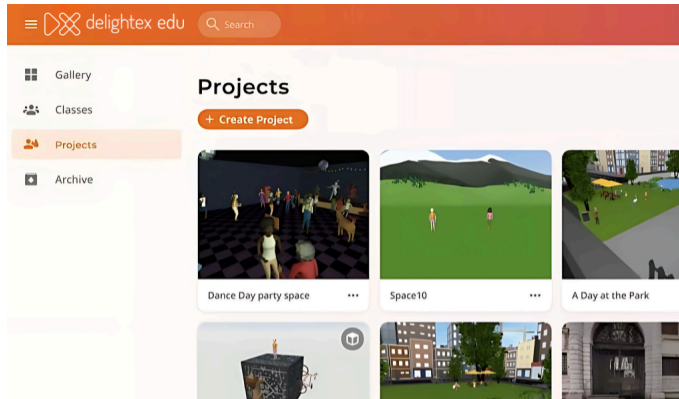 delightex edu
Search
Gallery
Classes
Projects
Archive
Projects
+ Create Project
Dance Day party space
Space10
A Day at the Park